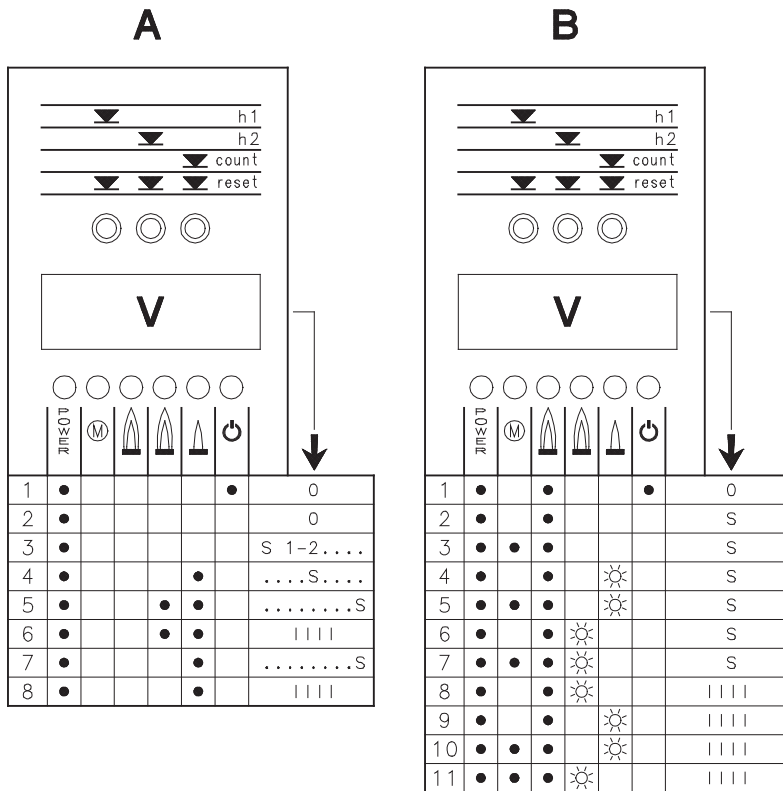 A
h1
h2
count
reset
V
POWER
M
1 0
2 0
3 S 1-2....
4 ....S....
5 ........S
6 IIII
7 ........S
8 IIII
B
h1
h2
count
reset
V
POWER
M
1 0
2 S
3 S
4 S
5 S
6 S
7 S
8 IIII
9 IIII
10 IIII
11 IIII